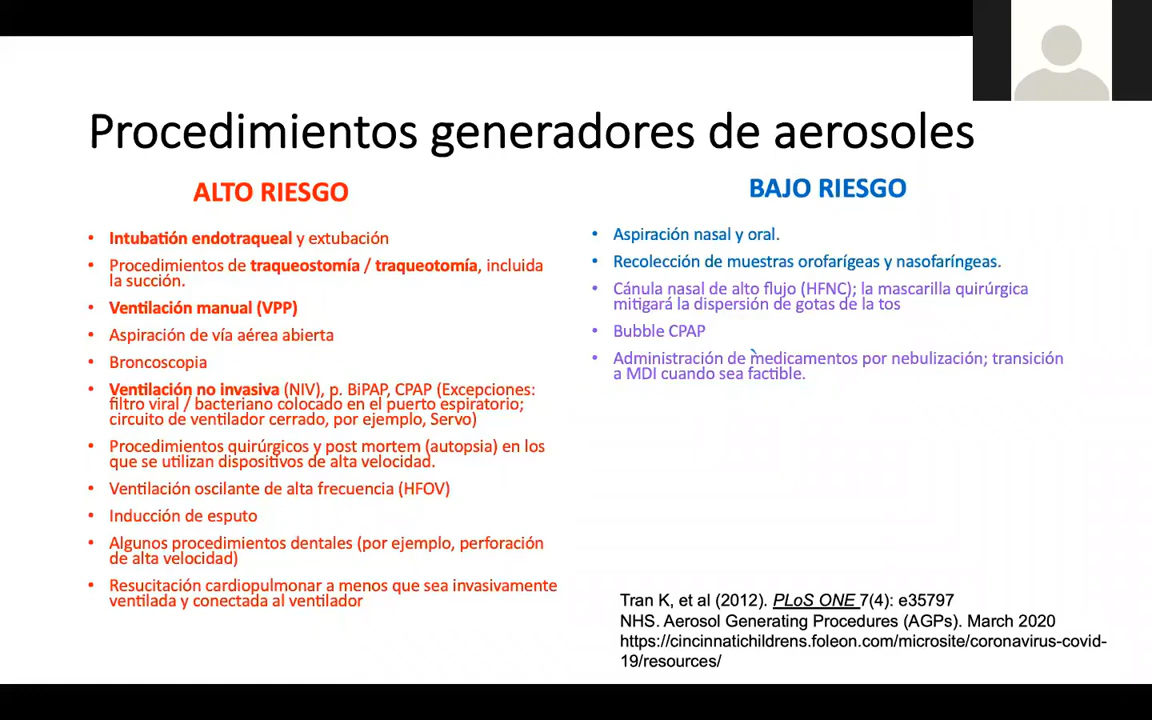 Procedimientos generadores de aerosoles
ALTO RIESGO
• Intubatión endotraqueal y extubación
• Procedimientos de traqueostomía / traqueotomía, incluida
la succión.
• Ventilación manual (VPP)
• Aspiración de vía aérea abierta
• Broncoscopia
• Ventilación no invasiva (NIV), p. BiPAP, CPAP (Excepciones:
filtro viral / bacteriano colocado en el puerto espiratorio;
circuito de ventilador cerrado, por ejemplo, Servo)
• Procedimientos quirúrgicos y post mortem (autopsia) en los
que se utilizan dispositivos de alta velocidad.
• Ventilación oscilante de alta frecuencia (HFOV)
• Inducción de esputo
• Algunos procedimientos dentales (por ejemplo, perforación
de alta velocidad)
• Resucitación cardiopulmonar a menos que sea invasivamente
ventilada y conectada al ventilador
BAJO RIESGO
• Aspiración nasal y oral.
• Recolección de muestras orofarígeas y nasofaríngeas.
• Cánula nasal de alto flujo (HFNC); la mascarilla quirúrgica
mitigará la dispersión de gotas de la tos
• Bubble CPAP
• Administración de medicamentos por nebulización; transición
a MDI cuando sea factible.
Tran K, et al (2012). PLoS ONE 7(4): e35797
NHS. Aerosol Generating Procedures (AGPs). March 2020
https://cincinnatichildrens.foleon.com/microsite/coronavirus-covid-
19/resources/